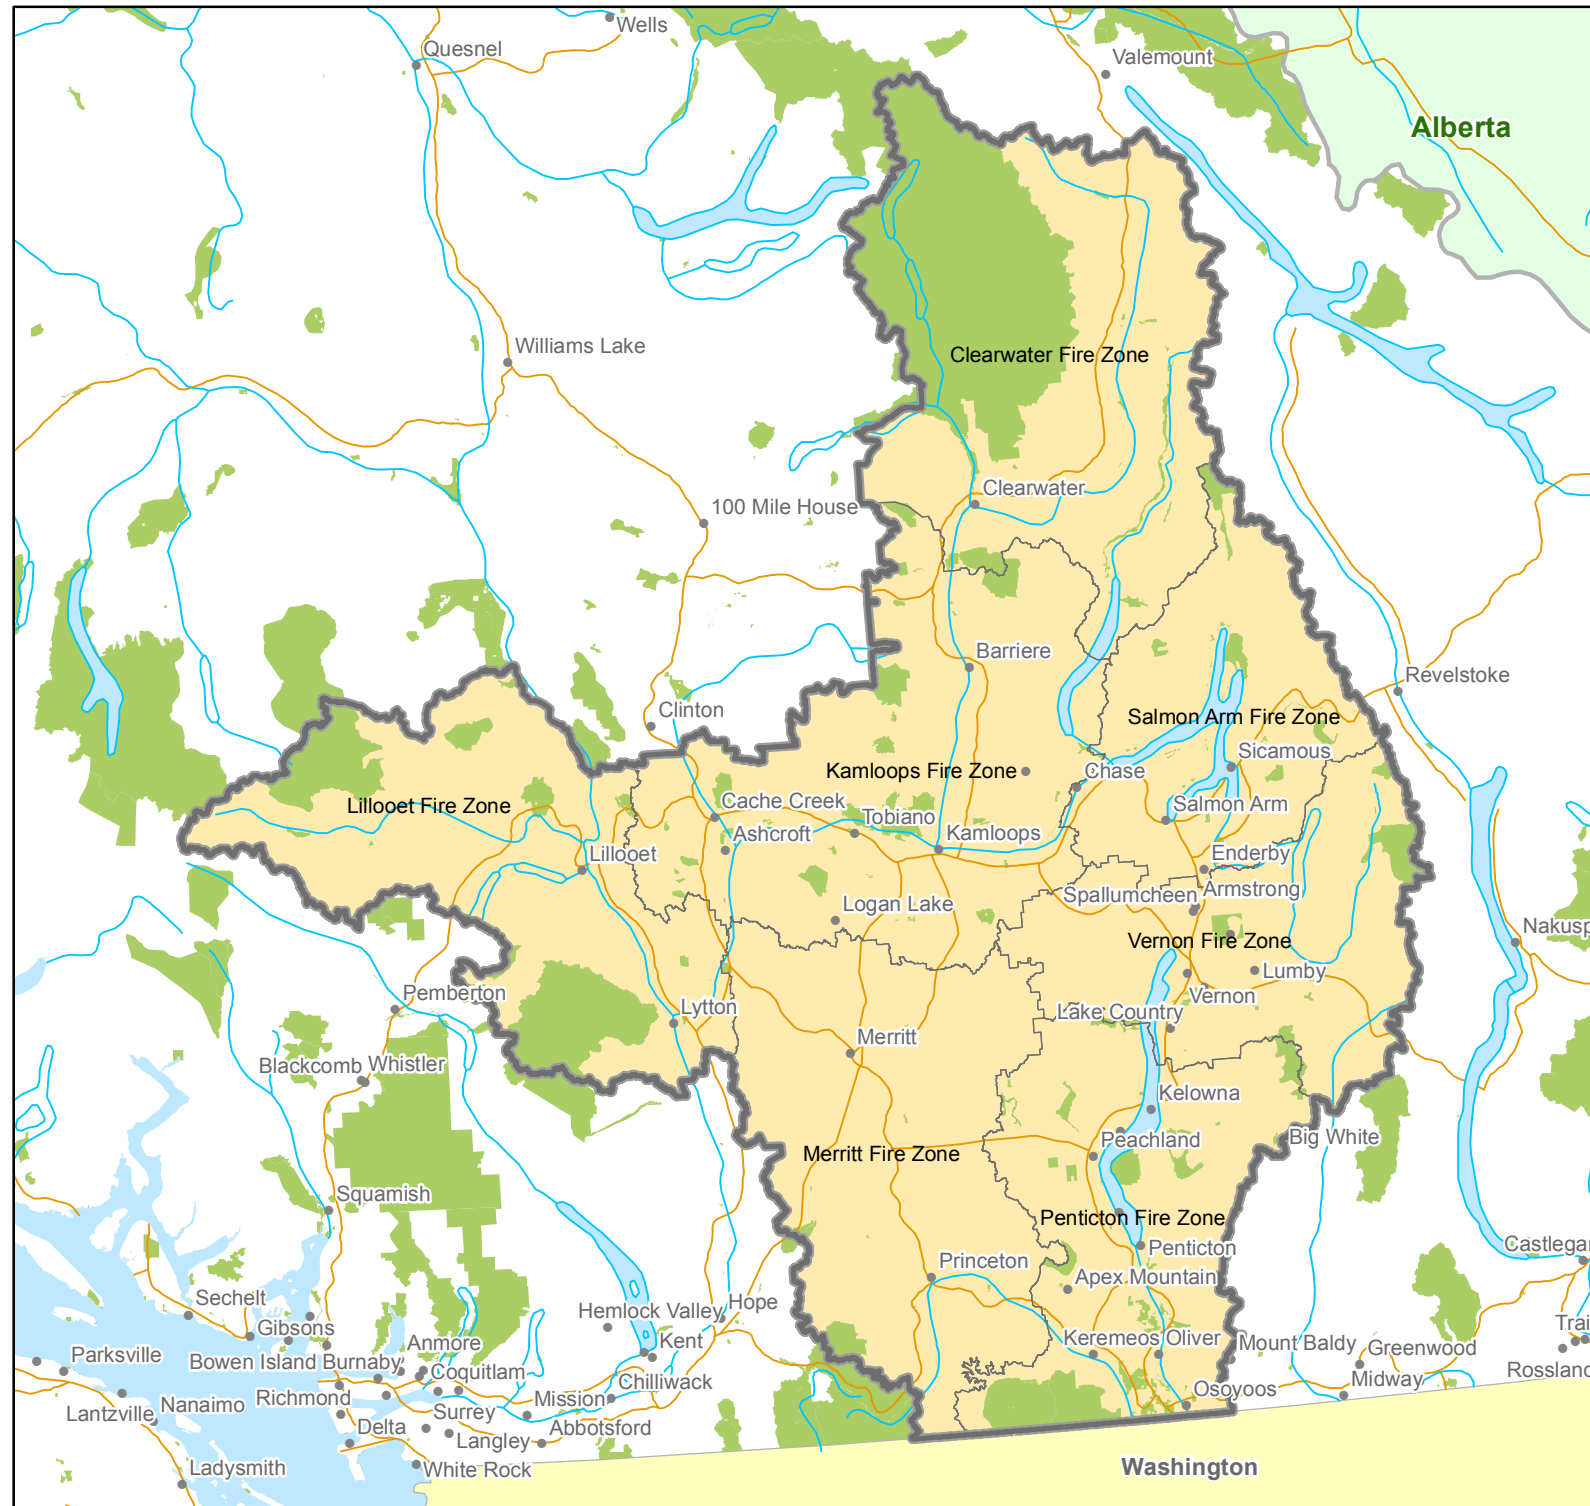 Wells
Quesnel
Valemount
Alberta
Williams Lake
Clearwater Fire Zone
Clearwater
100 Mile House
Barriere
Revelstoke
Clinton
Salmon Arm Fire Zone
Sicamous
Kamloops Fire Zone
Chase
Lillooet Fire Zone
Cache Creek
Salmon Arm
Tobiano
Ashcroft
Kamloops
Lillooet
Enderby
Spallumcheen
Armstrong
Logan Lake
Nakusp
Vernon Fire Zone
Lumby
Pemberton
Vernon
Lytton
Lake Country
Merritt
Blackcomb
Whistler
Kelowna
Peachland
Big White
Merritt Fire Zone
Squamish
Penticton Fire Zone
Penticton
Castlegar
Princeton
Apex Mountain
Sechelt
Hemlock Valley
Hope
Gibsons
Anmore
Kent
Keremeos
Oliver
Mount Baldy
Greenwood
Trai
Parksville
Bowen Island
Burnaby
Coquitlam
Rossland
Midway
Chilliwack
Osoyoos
Richmond
Mission
Lantzville
Nanaimo
Surrey
Delta
Langley
Abbotsford
Ladysmith
White Rock
Washington